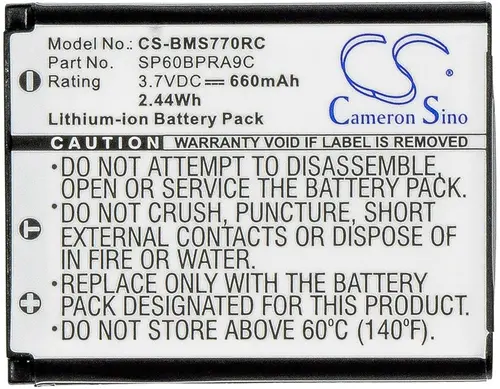 Model No.: CS-BMS770RC
Part No.: SP60BPRA9C
Rating : 3.7VDC ⎓ 660mAh
2.44Wh
Lithium-ion Battery Pack
CS
Cameron Sino
CAUTION WARRANTY VOID IF LABEL IS REMOVED
•DO NOT ATTEMPT TO DISASSEMBLE,
OPEN OR SERVICE THE BATTERY PACK
•DO NOT CRUSH, PUNCTURE, SHORT
EXTERNAL CONTACTS, OR DISPOSE
OF IN FIRE OR WATER
•REPLACE WITH THE BATTERY
PACK DESIGNATED FOR THIS UNIT
•DO NOT STORE ABOVE 60°C (140°F)